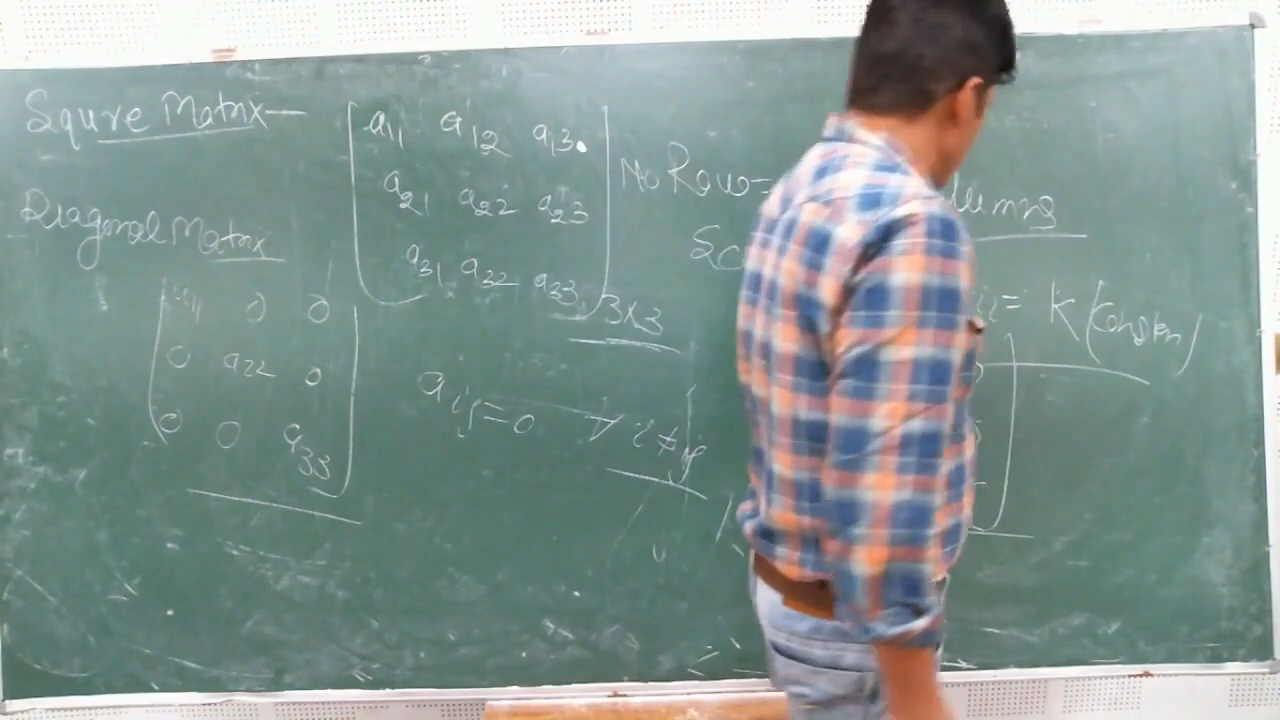 Squre Matrix —
a11 a12 a13
a21 a22 a23
a31 a32 a33 3x3
No Row =
Diagonal Matrix
a11 0 0
0 a22 0
0 0 a33
aij = 0 i ≠ j
= K (Constan)